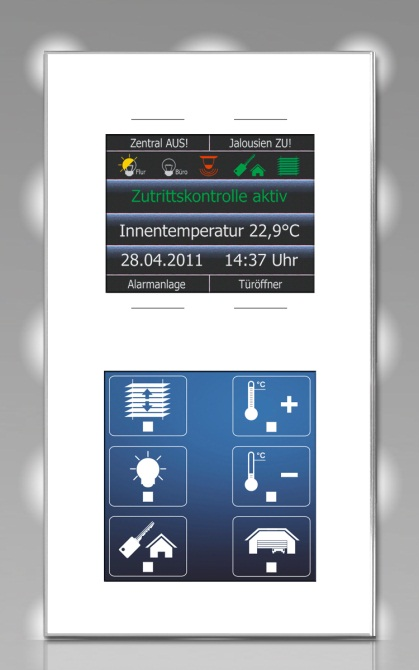 Zentral AUS! Jalousien ZU!
Flur Büro
Zutrittskontrolle aktiv
Innentemperatur 22,9°C
28.04.2011 14:37 Uhr
Alarmanlage Türöffner
°C +
°C −